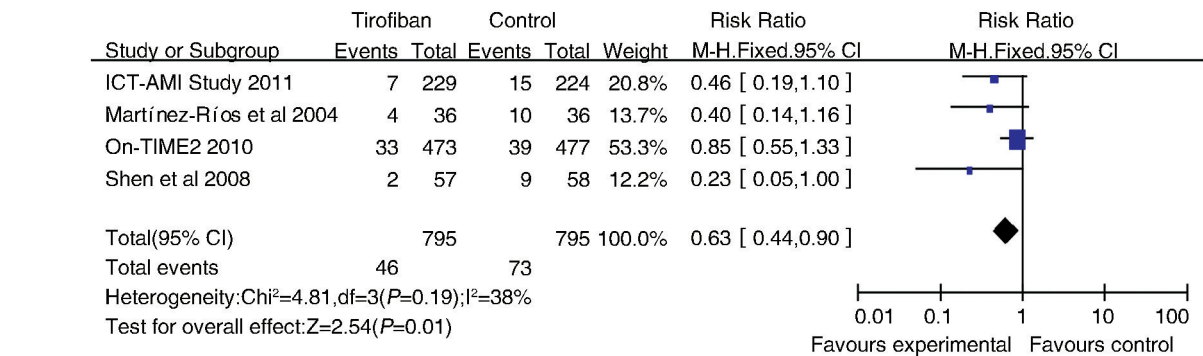 Tirofiban Control Risk Ratio Risk Ratio
Study or Subgroup Events Total Events Total Weight M-H.Fixed.95% CI M-H.Fixed.95% CI
ICT-AMI Study 2011 7 229 15 224 20.8% 0.46 [ 0.19,1.10 ]
Martínez-Ríos et al 2004 4 36 10 36 13.7% 0.40 [ 0.14,1.16 ]
On-TIME2 2010 33 473 39 477 53.3% 0.85 [ 0.55,1.33 ]
Shen et al 2008 2 57 9 58 12.2% 0.23 [ 0.05,1.00 ]
Total(95% CI) 795 795 100.0% 0.63 [ 0.44,0.90 ]
Total events 46 73
Heterogeneity:Chi²=4.81,df=3(P=0.19);I²=38%
Test for overall effect:Z=2.54(P=0.01)
0.01 0.1 1 10 100
Favours experimental Favours control